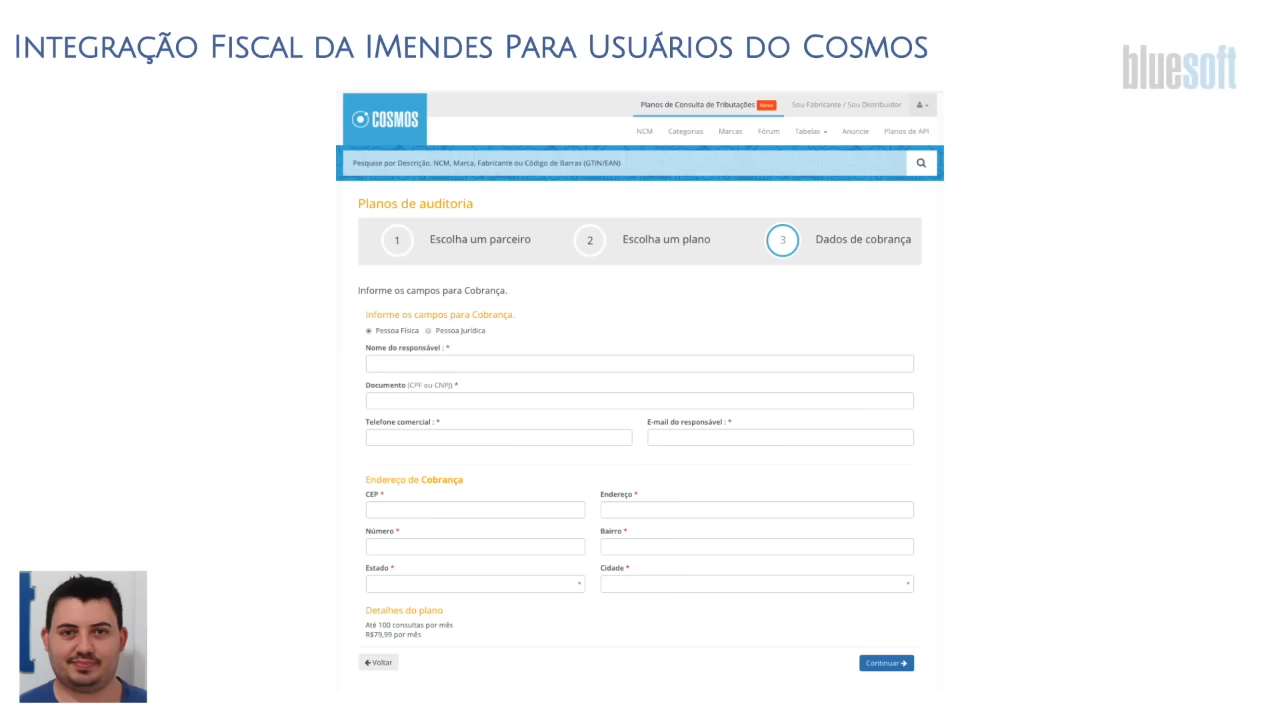 Integração Fiscal da IMendes Para Usuários do Cosmos
bluesoft
COSMOS
Planos de Consulta de Tributações Novo Sou Fabricante / Sou Distribuidor
NCM Categorias Marcas Fórum Tabelas Anuncie Planos de API
Pesquise por Descrição, NCM, Marca, Fabricante ou Código de Barras (GTIN/EAN)
Planos de auditoria
1 Escolha um parceiro 2 Escolha um plano 3 Dados de cobrança
Informe os campos para Cobrança.
Informe os campos para Cobrança.
Pessoa Física Pessoa Jurídica
Nome do responsável : *
Documento (CPF ou CNPJ) *
Telefone comercial : * E-mail do responsável : *
Endereço de Cobrança
CEP * Endereço *
Número * Bairro *
Estado * Cidade *
Detalhes do plano
Até 100 consultas por mês
R$79,99 por mês
Voltar Continuar